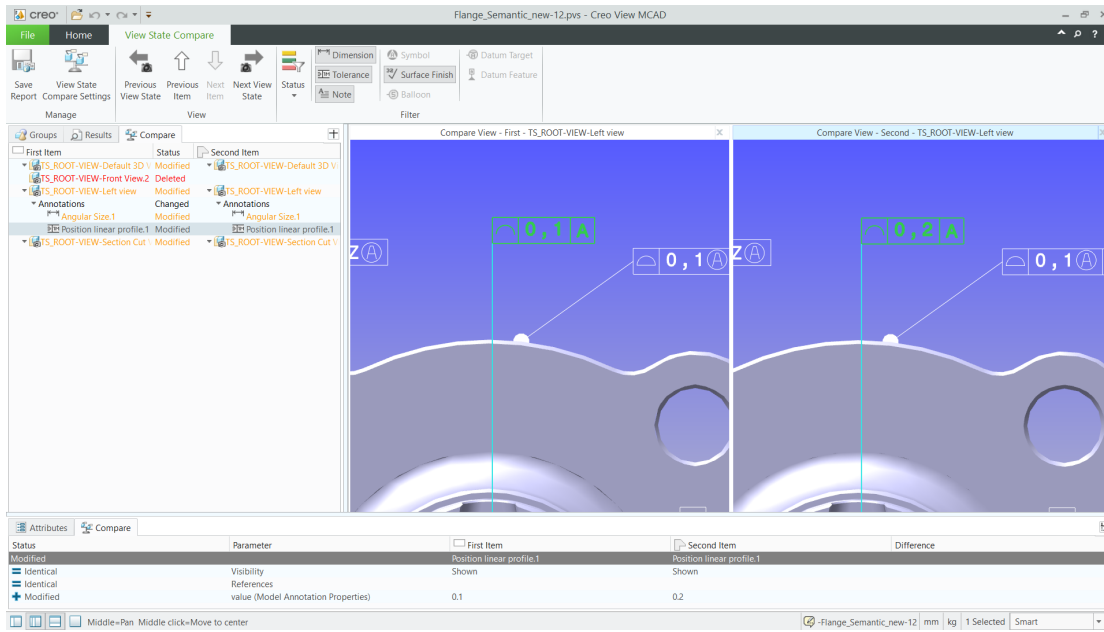 creo® Flange_Semantic_new-12.pvs - Creo View MCAD
File Home View State Compare
Save Report
View State Compare Settings
Previous View State
Previous Item
Next Item
Next View State
Status
Dimension
Tolerance
Note
Symbol
Surface Finish
Balloon
Datum Target
Datum Feature
Manage View Filter
Groups Results Compare
First Item Status Second Item
TS_ROOT-VIEW-Default 3D V Modified TS_ROOT-VIEW-Default 3D V
TS_ROOT-VIEW-Front View.2 Deleted
TS_ROOT-VIEW-Left view Modified TS_ROOT-VIEW-Left view
Annotations Changed Annotations
Angular Size.1 Modified Angular Size.1
Position linear profile.1 Modified Position linear profile.1
TS_ROOT-VIEW-Section Cut V Modified TS_ROOT-VIEW-Section Cut V
Compare View - First - TS_ROOT-VIEW-Left view
0,1 A
Z Ⓐ
0,1 Ⓐ
Compare View - Second - TS_ROOT-VIEW-Left view
0,2 A
Z Ⓐ
0,1 Ⓐ
Attributes Compare
Status Parameter First Item Second Item Difference
Modified Position linear profile.1 Position linear profile.1
Identical Visibility Shown Shown
Identical References
Modified value (Model Annotation Properties) 0.1 0.2
Middle=Pan Middle click=Move to center -Flange_Semantic_new-12 mm kg 1 Selected Smart